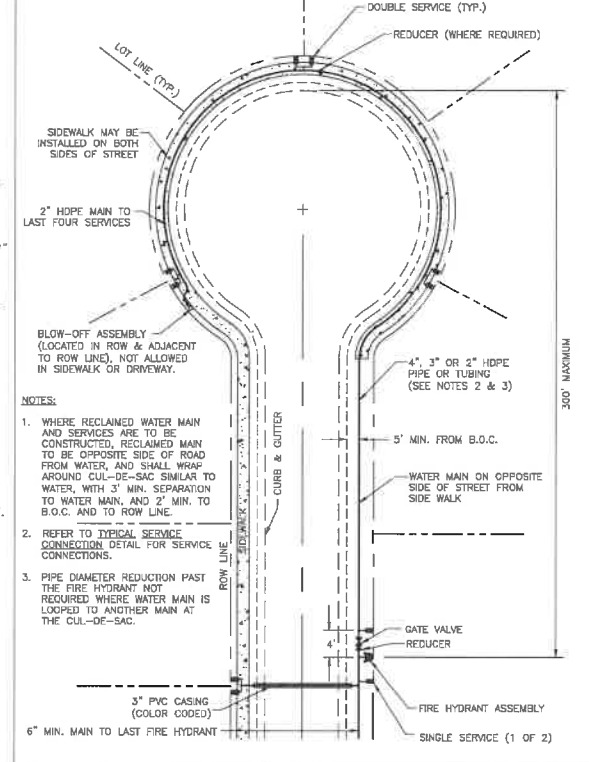 DOUBLE SERVICE (TYP.)
REDUCER (WHERE REQUIRED)
LOT LINE (TYP.)
SIDEWALK MAY BE
INSTALLED ON BOTH
SIDES OF STREET
2" HDPE MAIN TO
LAST FOUR SERVICES
BLOW-OFF ASSEMBLY
(LOCATED IN ROW & ADJACENT
TO ROW LINE), NOT ALLOWED
IN SIDEWALK OR DRIVEWAY.
4", 3" OR 2" HDPE
PIPE OR TUBING
(SEE NOTES 2 & 3)
300' MAXIMUM
NOTES:
1. WHERE RECLAIMED WATER MAIN
AND SERVICES ARE TO BE
CONSTRUCTED, RECLAIMED MAIN
TO BE OPPOSITE SIDE OF ROAD
FROM WATER, AND SHALL WRAP
AROUND CUL-DE-SAC SIMILAR TO
WATER, WITH 3' MIN. SEPARATION
TO WATER MAIN, AND 2' MIN. TO
B.O.C. AND TO ROW LINE.
2. REFER TO TYPICAL SERVICE
CONNECTION DETAIL FOR SERVICE
CONNECTIONS.
3. PIPE DIAMETER REDUCTION PAST
THE FIRE HYDRANT NOT
REQUIRED WHERE WATER MAIN IS
LOOPED TO ANOTHER MAIN AT
THE CUL-DE-SAC.
ROW LINE
SIDEWALK
CURB & GUTTER
5' MIN. FROM B.O.C.
WATER MAIN ON OPPOSITE
SIDE OF STREET FROM
SIDE WALK
4'
GATE VALVE
REDUCER
3" PVC CASING
(COLOR CODED)
FIRE HYDRANT ASSEMBLY
6" MIN. MAIN TO LAST FIRE HYDRANT
SINGLE SERVICE (1 OF 2)